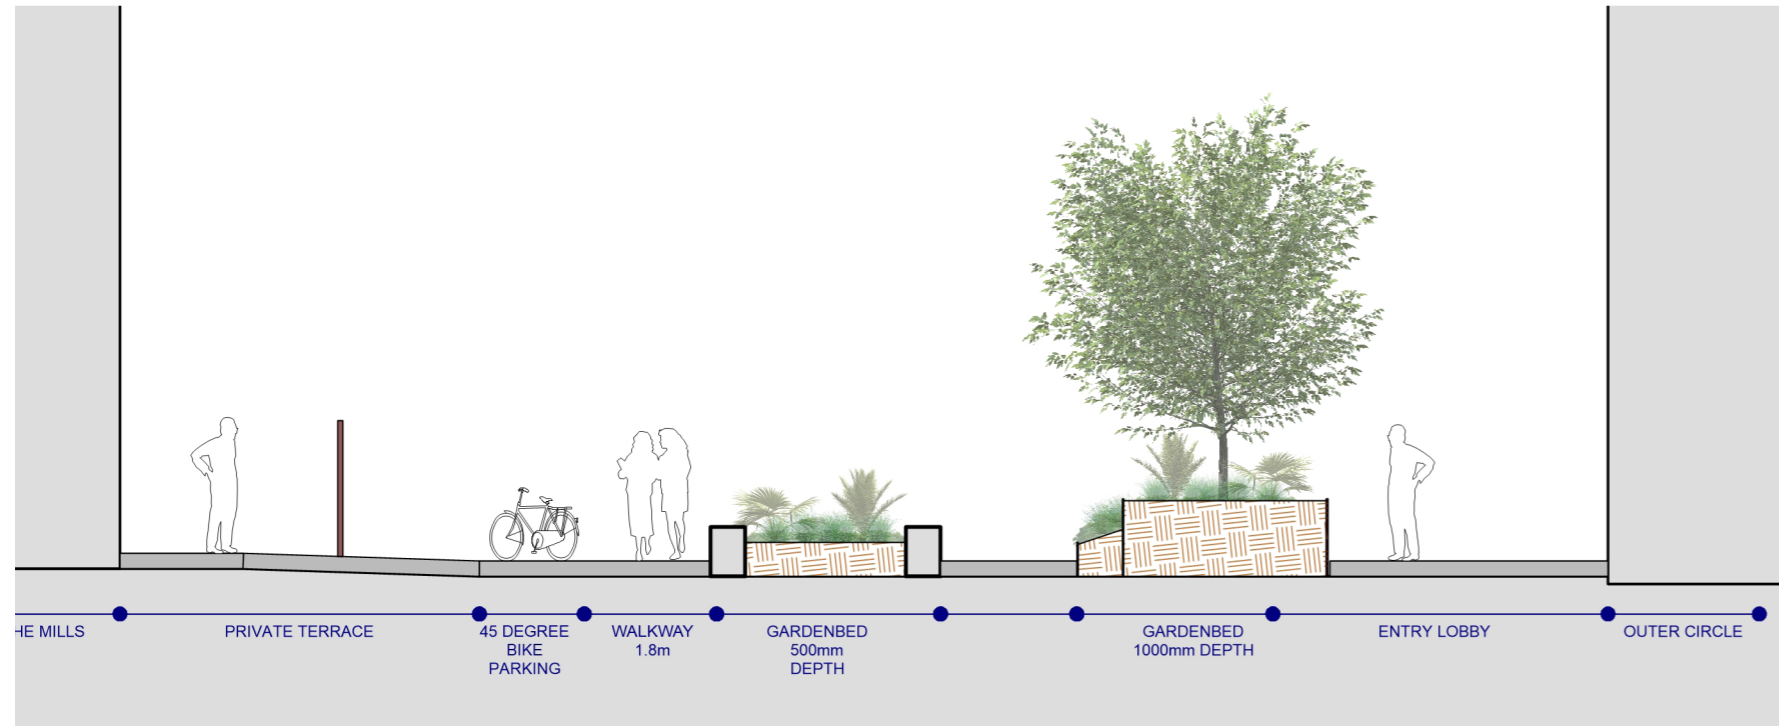 HE MILLS
PRIVATE TERRACE
45 DEGREE
BIKE
PARKING
WALKWAY
1.8m
GARDENBED
500mm
DEPTH
GARDENBED
1000mm DEPTH
ENTRY LOBBY
OUTER CIRCLE